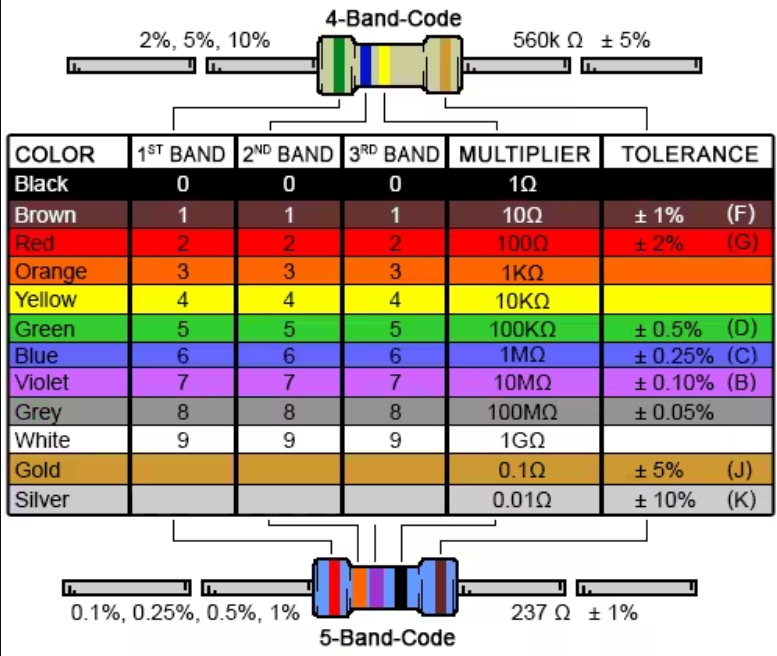 4-Band-Code
2%, 5%, 10% 560k Ω ± 5%
COLOR 1ST BAND 2ND BAND 3RD BAND MULTIPLIER TOLERANCE
Black 0 0 0 1Ω
Brown 1 1 1 10Ω ± 1% (F)
Red 2 2 2 100Ω ± 2% (G)
Orange 3 3 3 1KΩ
Yellow 4 4 4 10KΩ
Green 5 5 5 100KΩ ± 0.5% (D)
Blue 6 6 6 1MΩ ± 0.25% (C)
Violet 7 7 7 10MΩ ± 0.10% (B)
Grey 8 8 8 100MΩ ± 0.05%
White 9 9 9 1GΩ
Gold 0.1Ω ± 5% (J)
Silver 0.01Ω ± 10% (K)
0.1%, 0.25%, 0.5%, 1% 237 Ω ± 1%
5-Band-Code